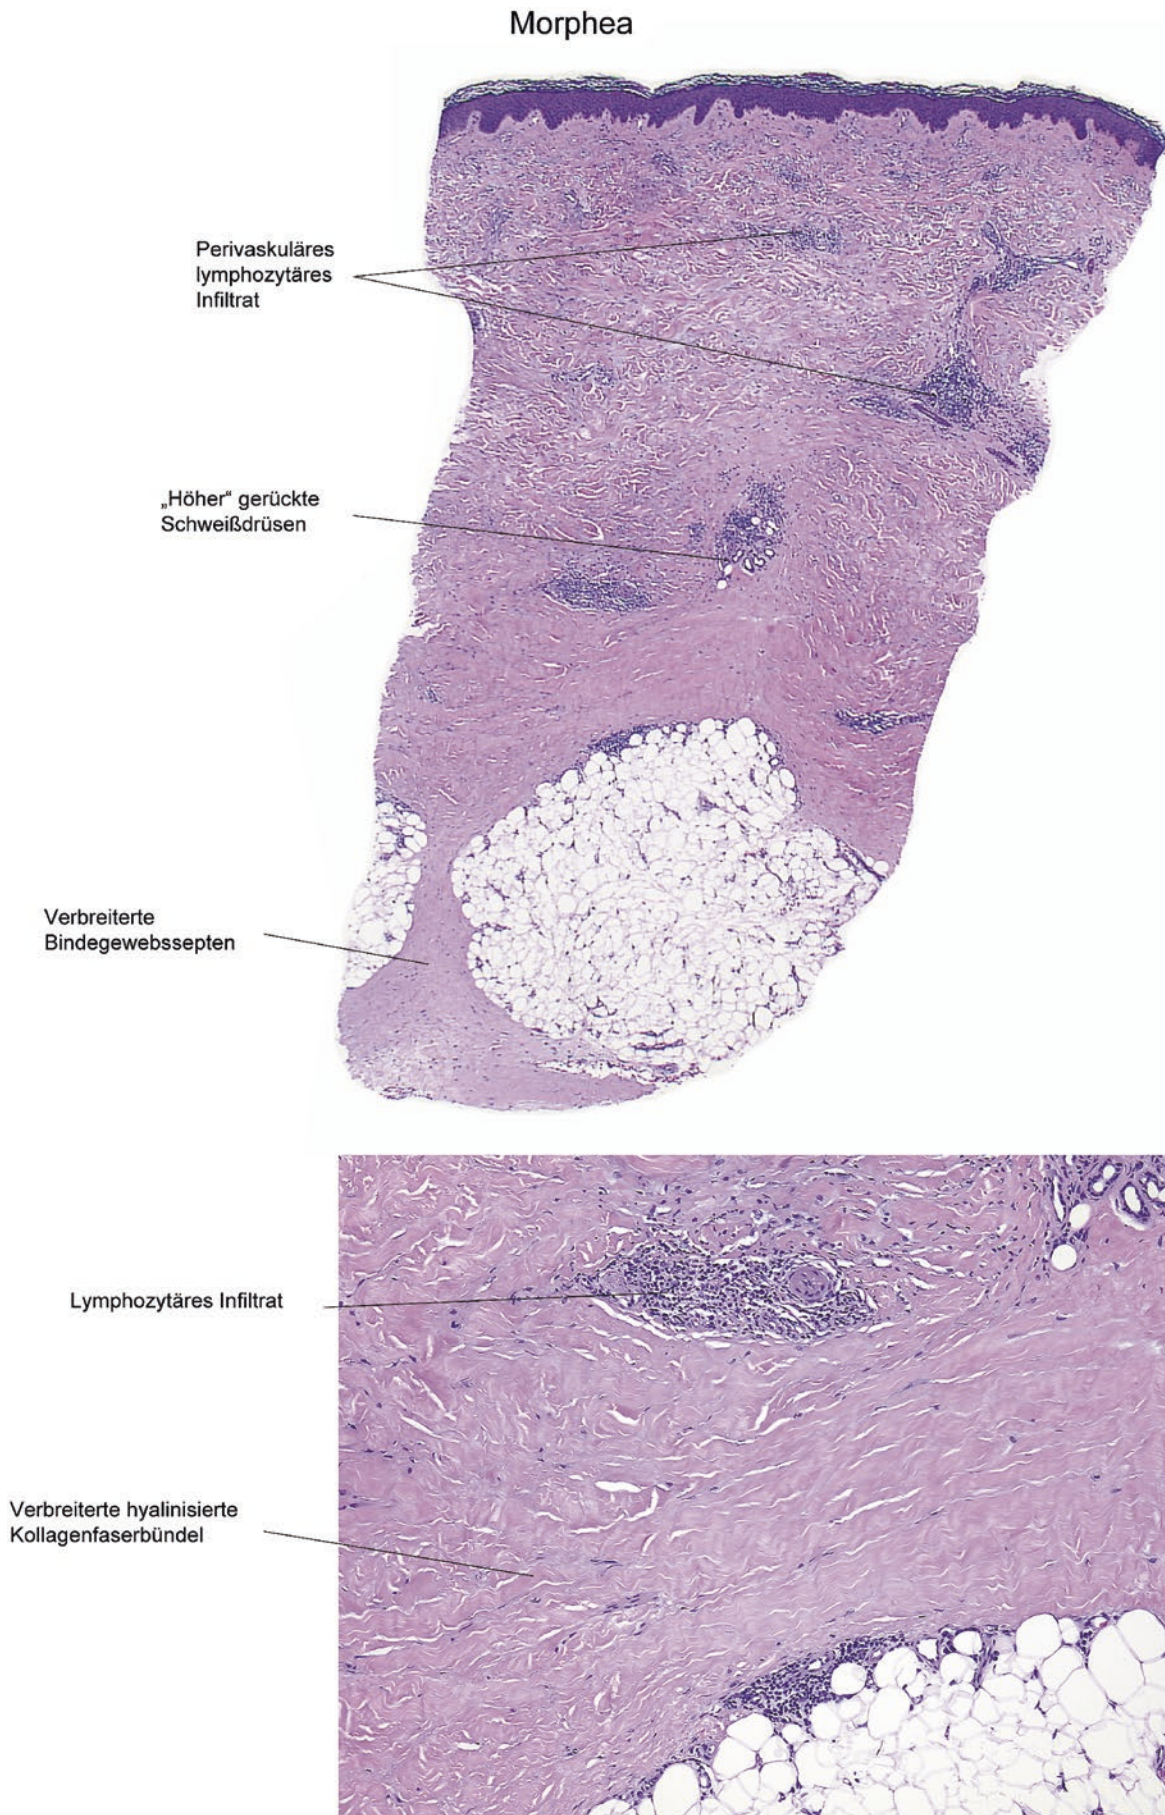 Morphea
Perivaskuläres
lymphozytäres
Infiltrat
„Höher“ gerückte
Schweißdrüsen
Verbreiterte
Bindegewebssepten
Lymphozytäres Infiltrat
Verbreiterte hyalinisierte
Kollagenfaserbündel